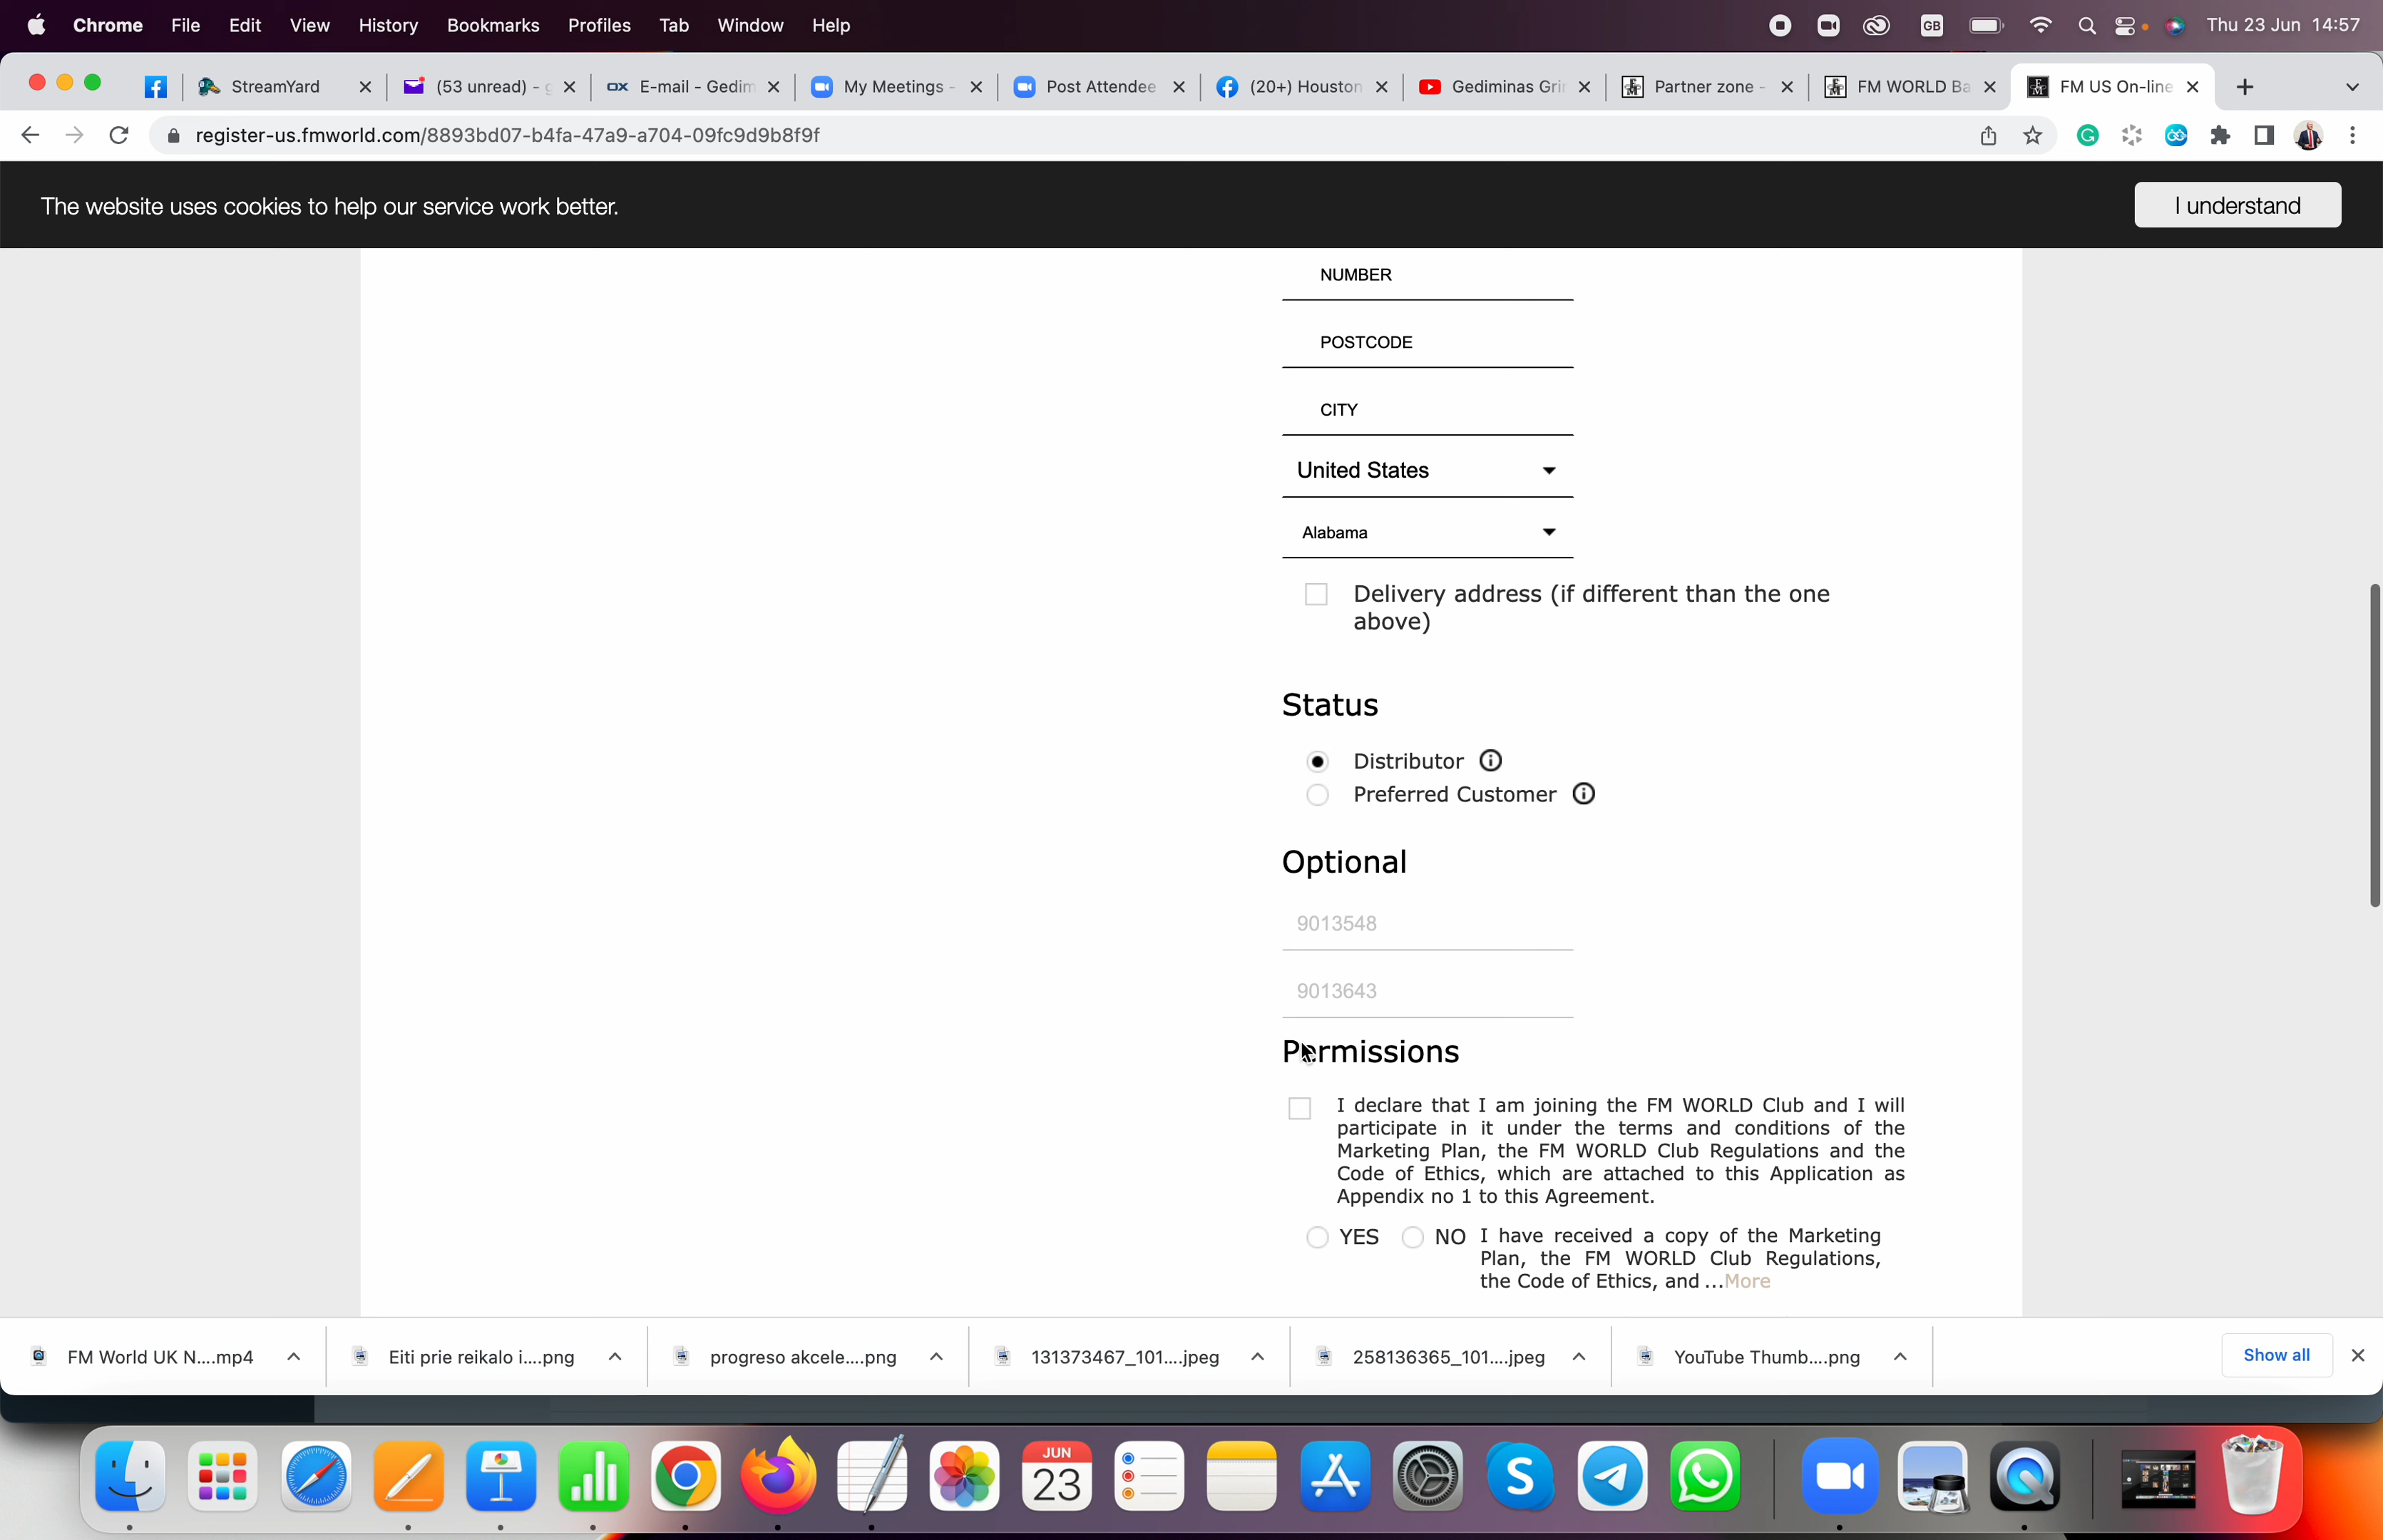 Chrome File Edit View History Bookmarks Profiles Tab Window Help GB Thu 23 Jun 14:57
StreamYard (53 unread) - g E-mail - Gedim My Meetings - Post Attendee (20+) Houston Gediminas Gri Partner zone - FM WORLD Ba FM US On-line
register-us.fmworld.com/8893bd07-b4fa-47a9-a704-09fc9d9b8f9f
The website uses cookies to help our service work better.
I understand
NUMBER
POSTCODE
CITY
United States
Alabama
Delivery address (if different than the one
above)
Status
Distributor
Preferred Customer
Optional
9013548
9013643
Permissions
I declare that I am joining the FM WORLD Club and I will
participate in it under the terms and conditions of the
Marketing Plan, the FM WORLD Club Regulations and the
Code of Ethics, which are attached to this Application as
Appendix no 1 to this Agreement.
YES NO I have received a copy of the Marketing
Plan, the FM WORLD Club Regulations,
the Code of Ethics, and ...More
FM World UK N....mp4 Eiti prie reikalo i....png progreso akcele....png 131373467_101....jpeg 258136365_101....jpeg YouTube Thumb....png Show all
JUN
23